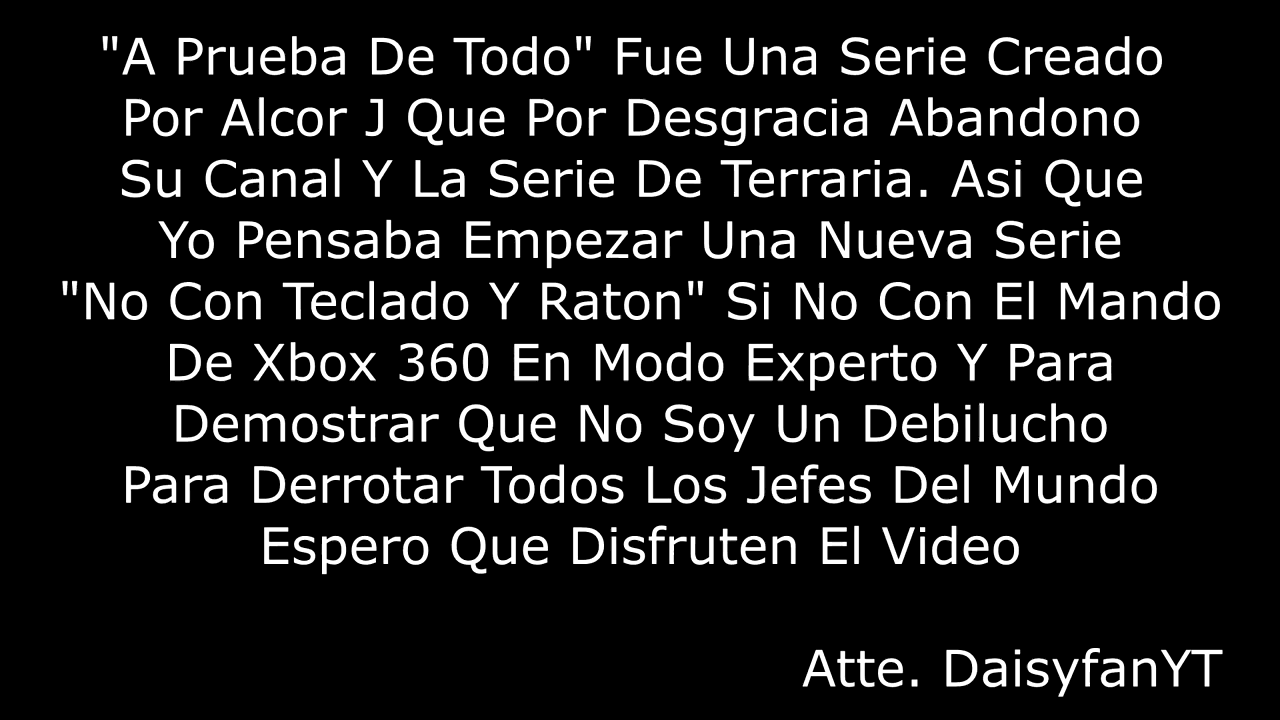 "A Prueba De Todo" Fue Una Serie Creado
Por Alcor J Que Por Desgracia Abandono
Su Canal Y La Serie De Terraria. Asi Que
Yo Pensaba Empezar Una Nueva Serie
"No Con Teclado Y Raton" Si No Con El Mando
De Xbox 360 En Modo Experto Y Para
Demostrar Que No Soy Un Debilucho
Para Derrotar Todos Los Jefes Del Mundo
Espero Que Disfruten El Video
Atte. DaisyfanYT